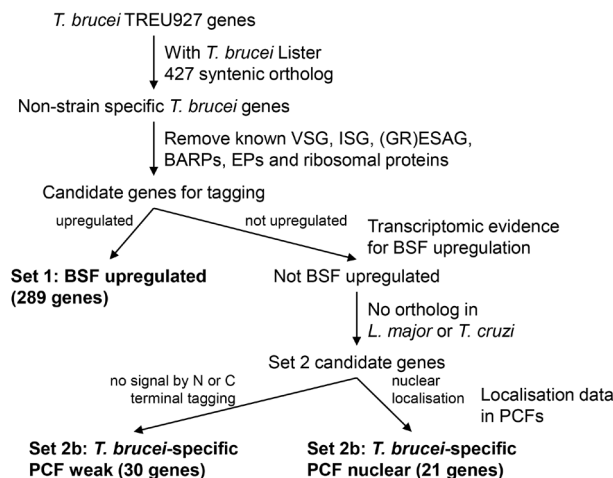 T. brucei TREU927 genes
With T. brucei Lister
427 syntenic ortholog
Non-strain specific T. brucei genes
Remove known VSG, ISG, (GR)ESAG,
BARPs, EPs and ribosomal proteins
Candidate genes for tagging
upregulated
not upregulated
Transcriptomic evidence
for BSF upregulation
Set 1: BSF upregulated
(289 genes)
Not BSF upregulated
No ortholog in
L. major or T. cruzi
Set 2 candidate genes
no signal by N or C
terminal tagging
nuclear
localisation
Localisation data
in PCFs
Set 2b: T. brucei-specific
PCF weak (30 genes)
Set 2b: T. brucei-specific
PCF nuclear (21 genes)